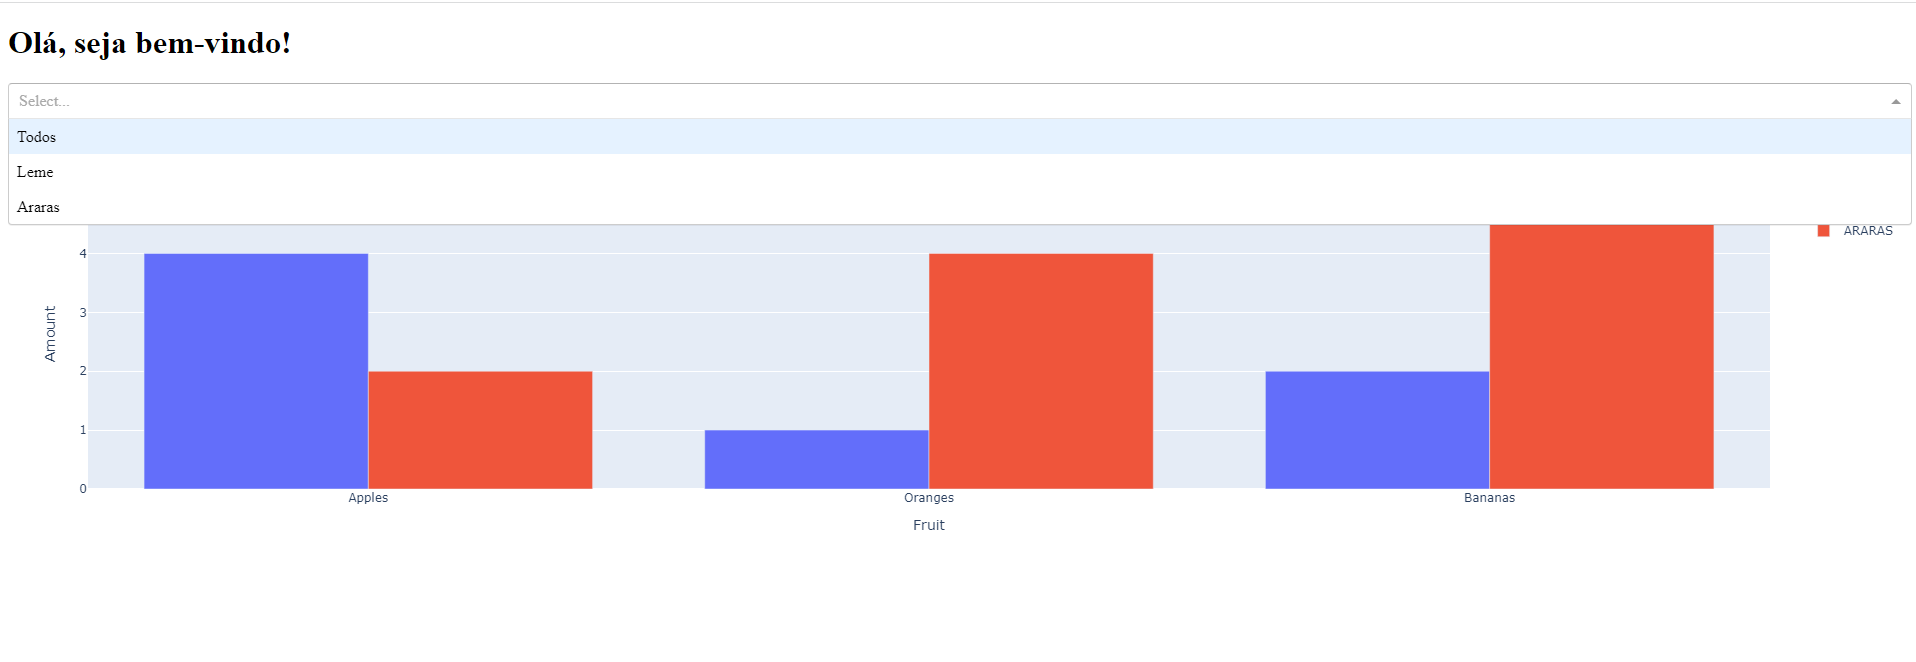 Olá, seja bem-vindo!
Select...
Todos
Leme
Araras
ARARAS
4
3
2
1
0
Amount
Apples Oranges Bananas
Fruit